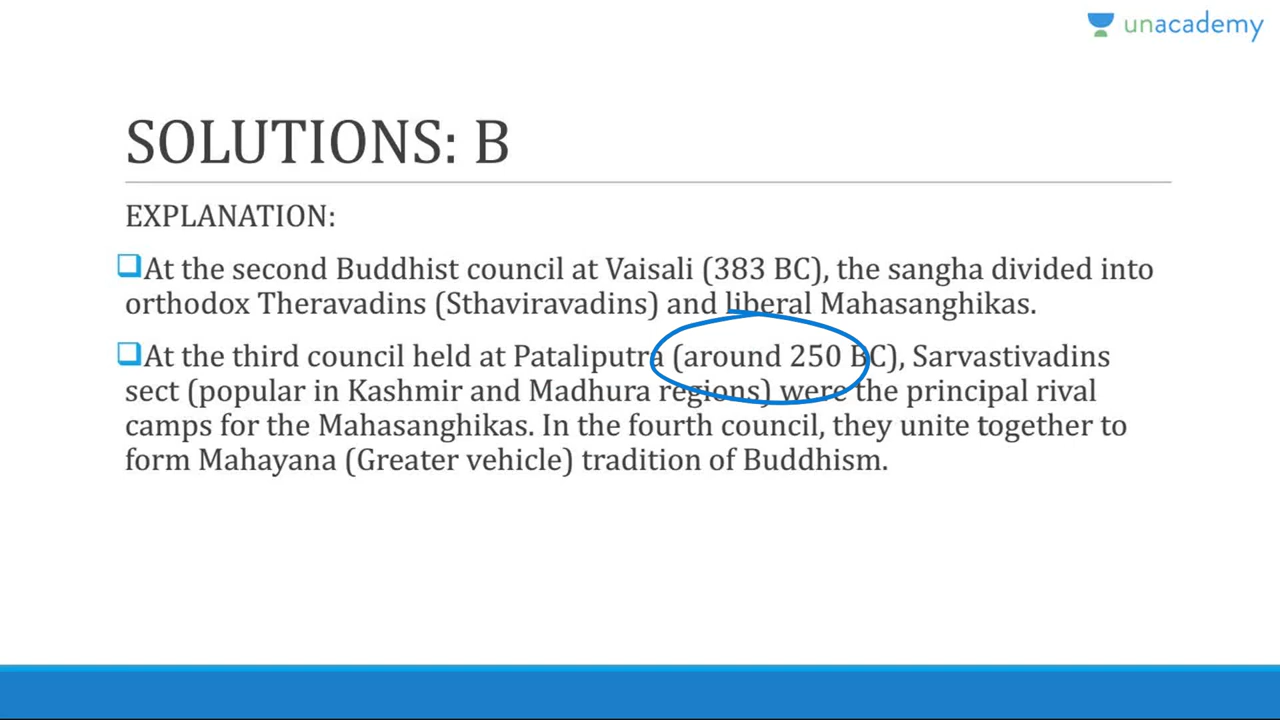 unacademy
SOLUTIONS: B
EXPLANATION:
At the second Buddhist council at Vaisali (383 BC), the sangha divided into
orthodox Theravadins (Sthaviravadins) and liberal Mahasanghikas.
At the third council held at Pataliputra (around 250 BC), Sarvastivadins
sect (popular in Kashmir and Madhura regions) were the principal rival
camps for the Mahasanghikas. In the fourth council, they unite together to
form Mahayana (Greater vehicle) tradition of Buddhism.